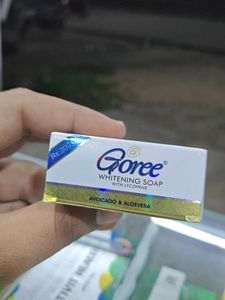 Rs:200/-
Goree®
WHITENING SOAP
WITH LYCOPENE
AVOCADO & ALOEVERA